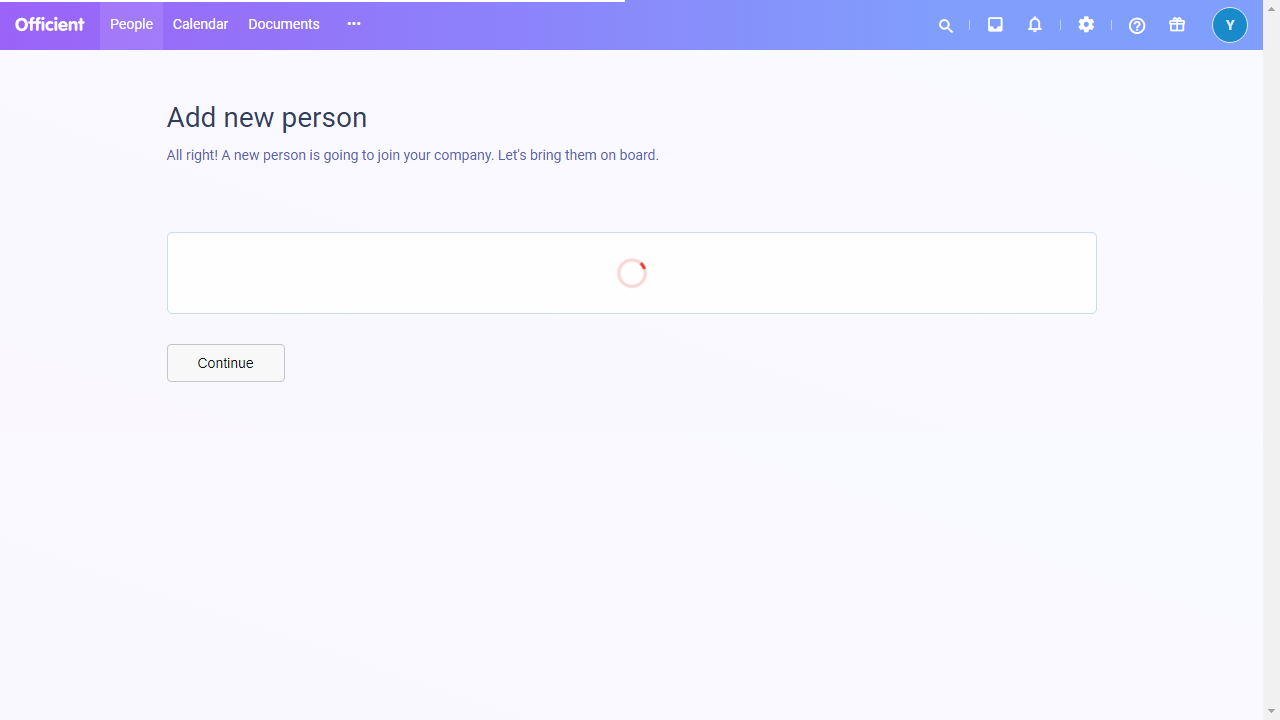 Officient
People
Calendar
Documents
Y
Add new person
All right! A new person is going to join your company. Let's bring them on board.
Continue